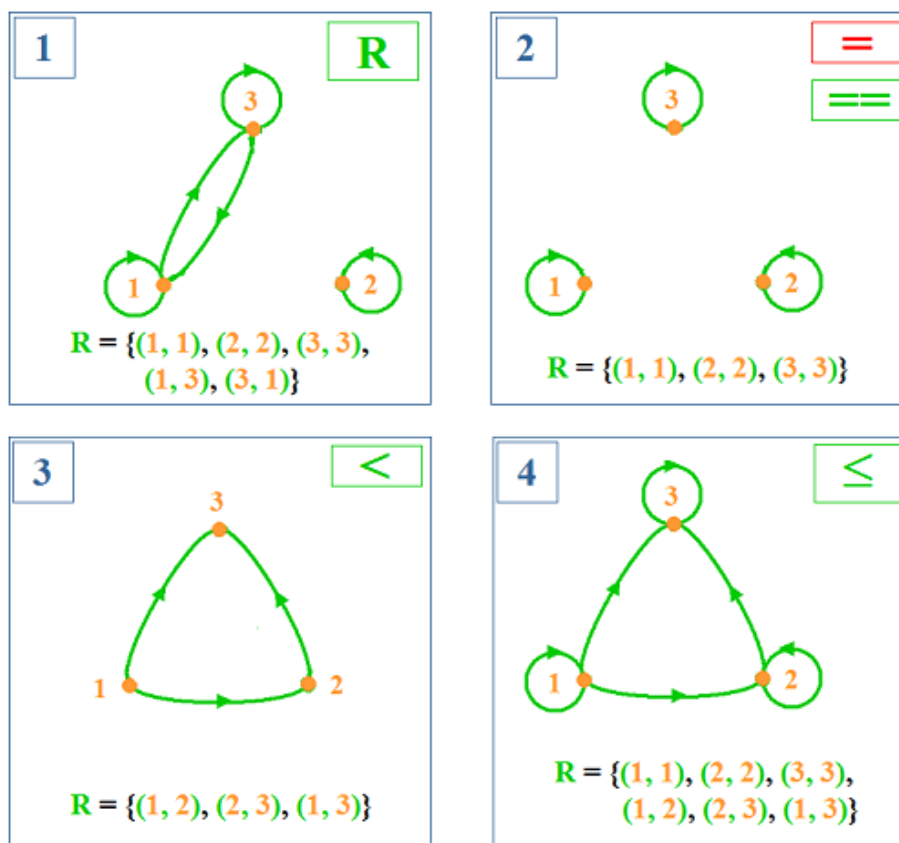 1
R
3
1
2
R = {(1, 1), (2, 2), (3, 3),
(1, 3), (3, 1)}
2
=
==
3
1
2
R = {(1, 1), (2, 2), (3, 3)}
3
<
3
1
2
R = {(1, 2), (2, 3), (1, 3)}
4
≤
3
1
2
R = {(1, 1), (2, 2), (3, 3),
(1, 2), (2, 3), (1, 3)}